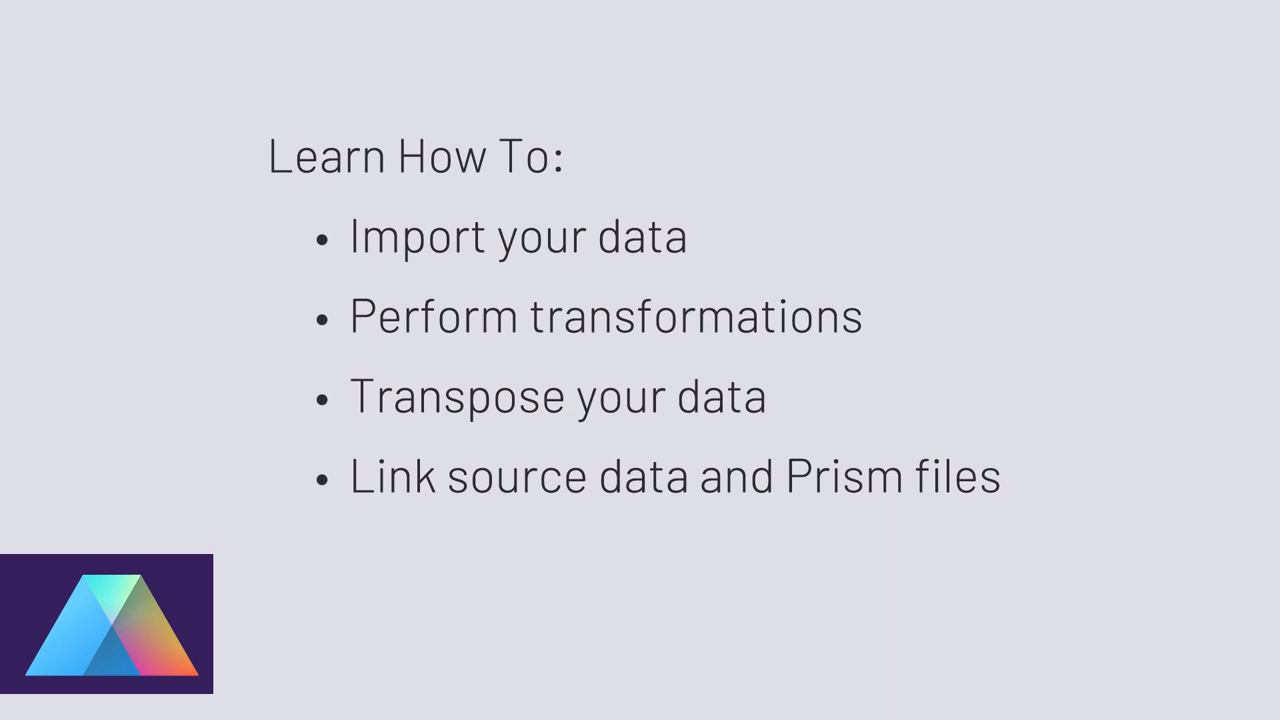 Learn How To:
• Import your data
• Perform transformations
• Transpose your data
• Link source data and Prism files